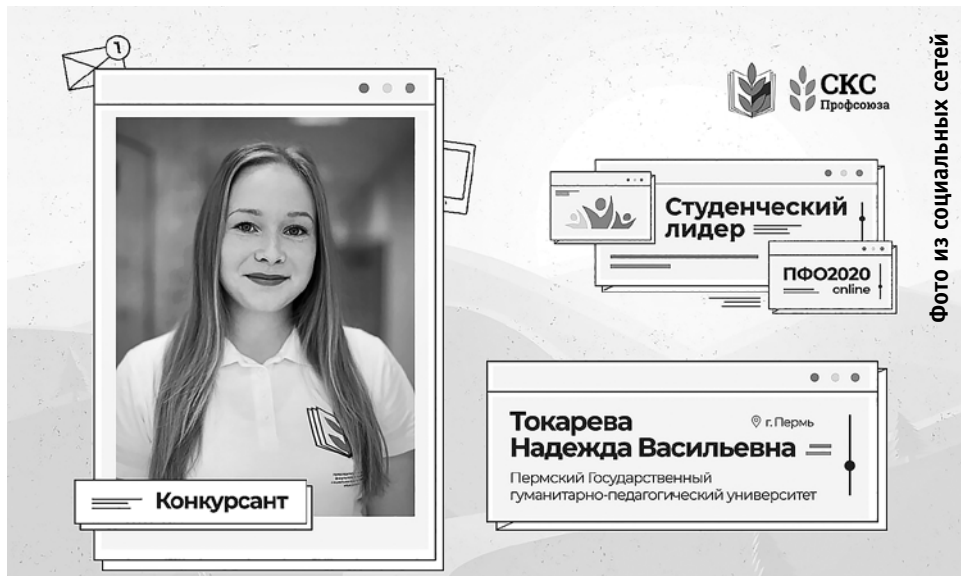 1
Конкурсант
СКС
Профсоюза
Студенческий
лидер
ПФО2020
online
Токарева
г. Пермь
Надежда Васильевна
Пермский Государственный
гуманитарно-педагогический университет
Фото из социальных сетей